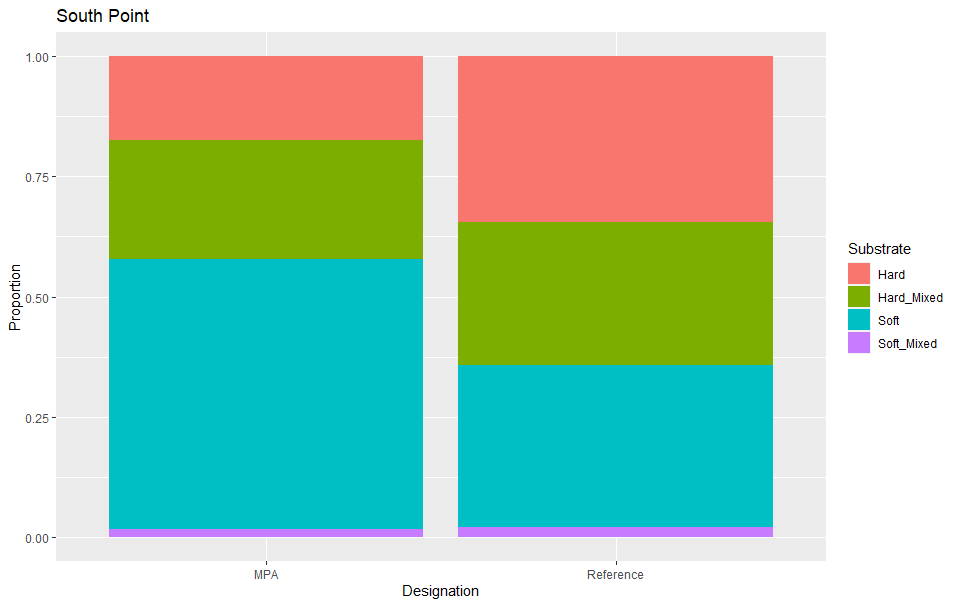 South Point
1.00
0.75
0.50
0.25
0.00
Proportion
MPA
Reference
Designation
Substrate
Hard
Hard_Mixed
Soft
Soft_Mixed